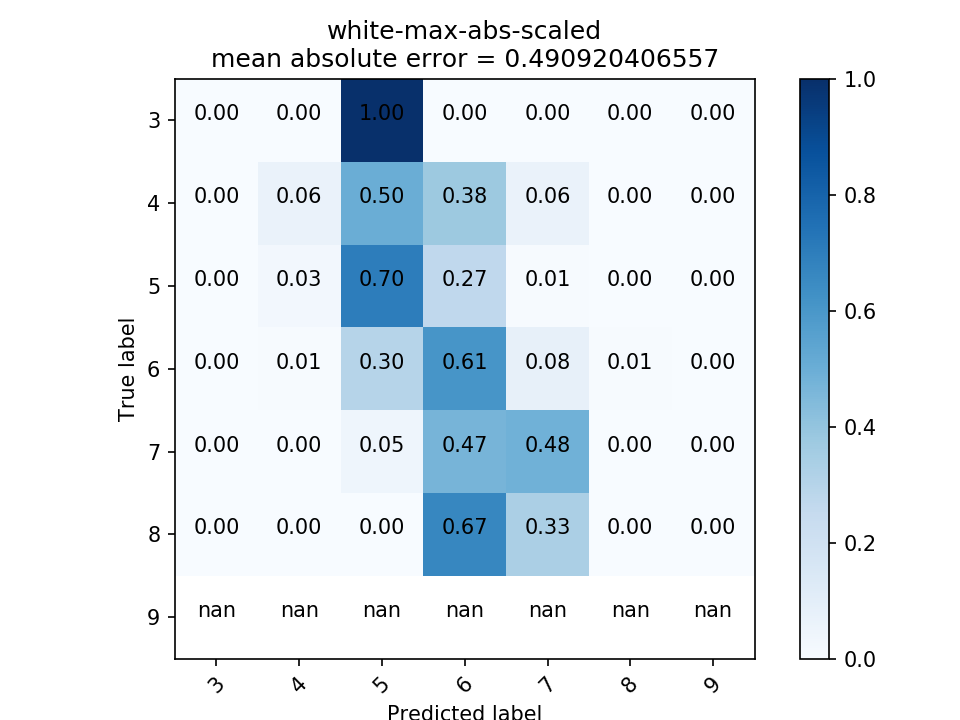 white-max-abs-scaled
mean absolute error = 0.490920406557
1.0
3 0.00 0.00 1.00 0.00 0.00 0.00 0.00
4 0.00 0.06 0.50 0.38 0.06 0.00 0.00
0.8
5 0.00 0.03 0.70 0.27 0.01 0.00 0.00
0.6
True label
6 0.00 0.01 0.30 0.61 0.08 0.01 0.00
0.4
7 0.00 0.00 0.05 0.47 0.48 0.00 0.00
8 0.00 0.00 0.00 0.67 0.33 0.00 0.00
0.2
9 nan nan nan nan nan nan nan
0.0
3 4 5 6 7 8 9
Predicted label